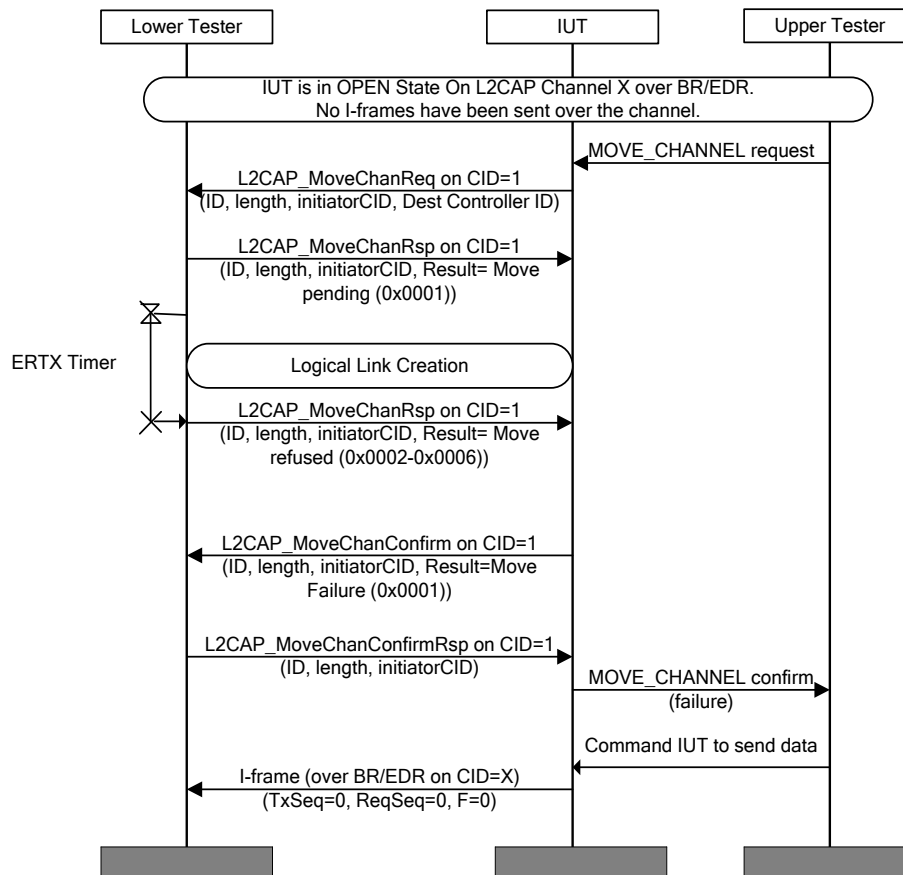 Lower Tester
IUT
Upper Tester
IUT is in OPEN State On L2CAP Channel X over BR/EDR.
No I-frames have been sent over the channel.
MOVE_CHANNEL request
L2CAP_MoveChanReq on CID=1
(ID, length, initiatorCID, Dest Controller ID)
L2CAP_MoveChanRsp on CID=1
(ID, length, initiatorCID, Result= Move
pending (0x0001))
ERTX Timer
Logical Link Creation
L2CAP_MoveChanRsp on CID=1
(ID, length, initiatorCID, Result= Move
refused (0x0002-0x0006))
L2CAP_MoveChanConfirm on CID=1
(ID, length, initiatorCID, Result=Move
Failure (0x0001))
L2CAP_MoveChanConfirmRsp on CID=1
(ID, length, initiatorCID)
MOVE_CHANNEL confirm
(failure)
Command IUT to send data
I-frame (over BR/EDR on CID=X)
(TxSeq=0, ReqSeq=0, F=0)